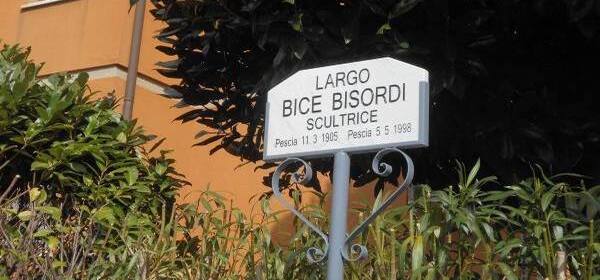 LARGO
BICE BISORDI
SCULTRICE
Pescia 11 3 1905 Pescia 5 5 1998